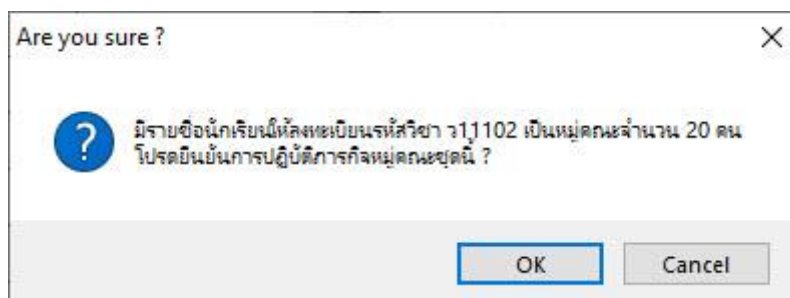 Are you sure ?
มีรายชื่อนักเรียนให้ลงทะเบียนรหัสวิชา ว11102 เป็นหมู่คณะจำนวน 20 คน
โปรดยืนยันการปฏิบัติภารกิจหมู่คณะชุดนี้ ?
OK Cancel